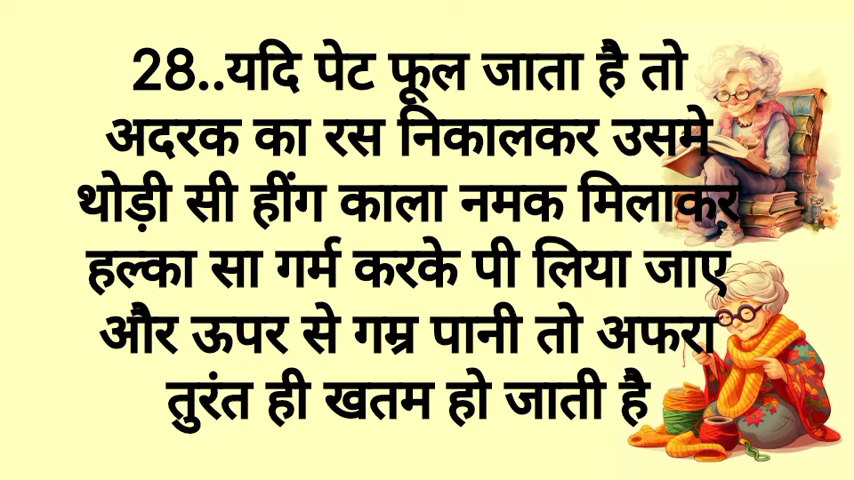 28..यदि पेट फूल जाता है तो
अदरक का रस निकालकर उसमे
थोड़ी सी हींग काला नमक मिलाकर
हल्का सा गर्म करके पी लिया जाए
और ऊपर से गम्र पानी तो अफरा
तुरंत ही खतम हो जाती है